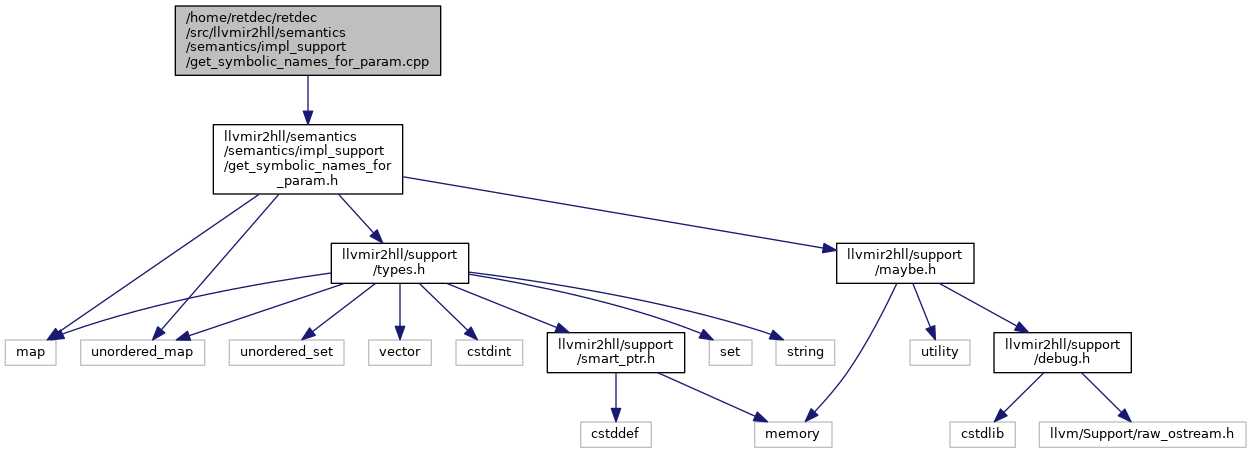 /home/retdec/retdec
/src/llvmir2hll/semantics
/semantics/impl_support
/get_symbolic_names_for_param.cpp
llvmir2hll/semantics
/semantics/impl_support
/get_symbolic_names_for
_param.h
llvmir2hll/support
/types.h
llvmir2hll/support
/maybe.h
map
unordered_map
unordered_set
vector
cstdint
llvmir2hll/support
/smart_ptr.h
set
string
utility
llvmir2hll/support
/debug.h
cstddef
memory
cstdlib
llvm/Support/raw_ostream.h